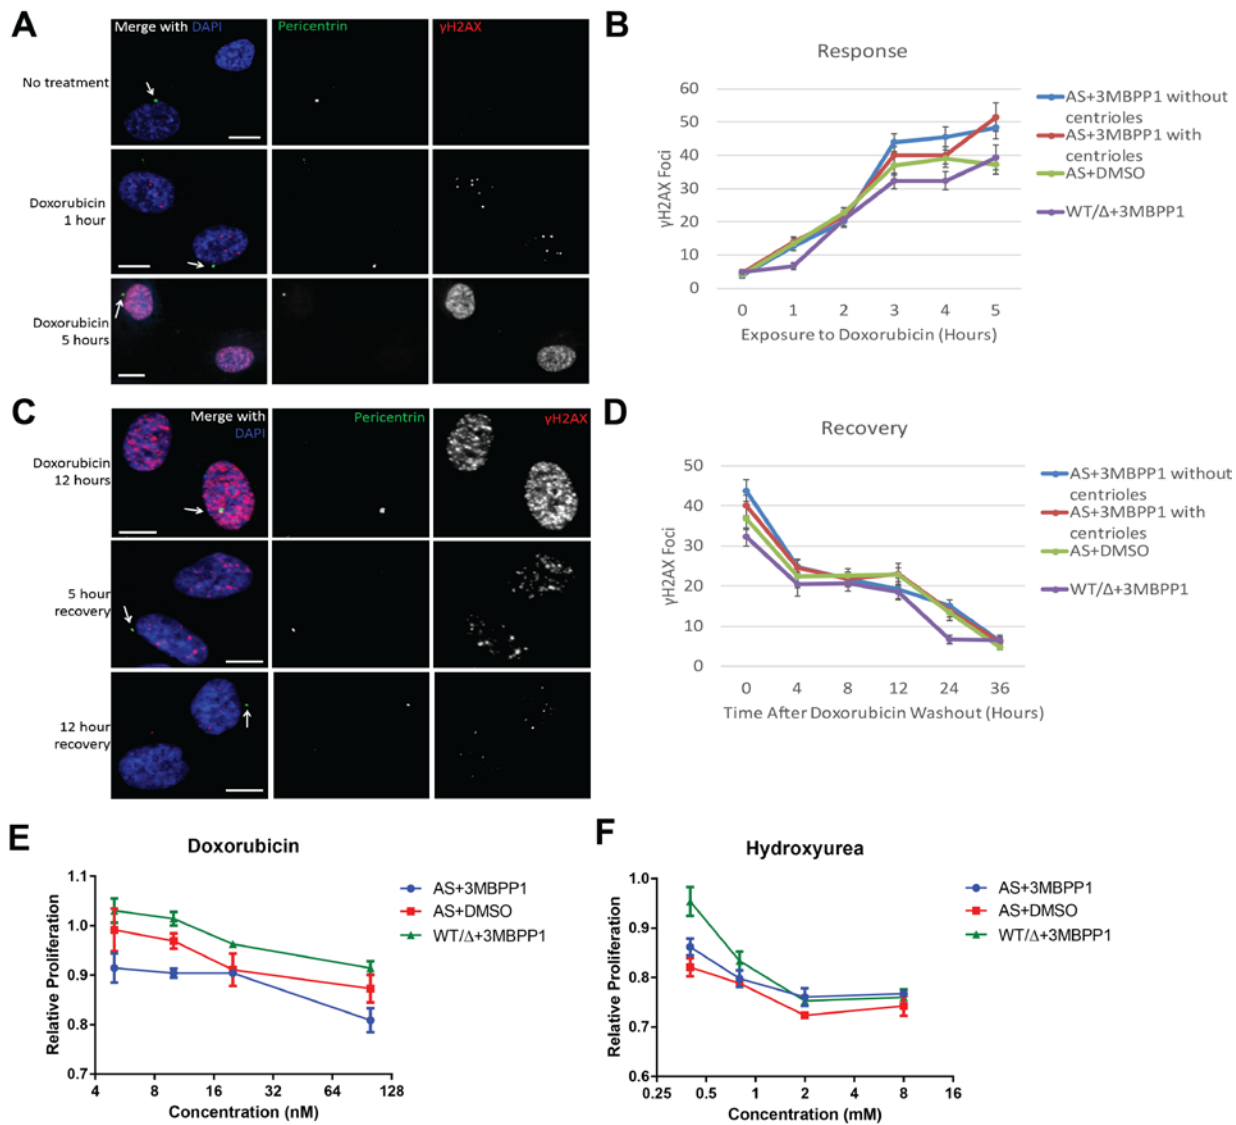 A
Merge with DAPI
Pericentrin
γH2AX
No treatment
Doxorubicin
1 hour
Doxorubicin
5 hours
B
Response
γH2AX Foci
60
50
40
30
20
10
0
0 1 2 3 4 5
Exposure to Doxorubicin (Hours)
AS+3MBPP1 without
centrioles
AS+3MBPP1 with
centrioles
AS+DMSO
WT/Δ+3MBPP1
C
Merge with
DAPI
Pericentrin
γH2AX
Doxorubicin
12 hours
5 hour
recovery
12 hour
recovery
D
Recovery
γH2AX Foci
50
40
30
20
10
0
0 4 8 12 24 36
Time After Doxorubicin Washout (Hours)
AS+3MBPP1 without
centrioles
AS+3MBPP1 with
centrioles
AS+DMSO
WT/Δ+3MBPP1
E
Doxorubicin
Relative Proliferation
1.1
1.0
0.9
0.8
0.7
4 8 16 32 64 128
Concentration (nM)
AS+3MBPP1
AS+DMSO
WT/Δ+3MBPP1
F
Hydroxyurea
Relative Proliferation
1.0
0.9
0.8
0.7
0.6
0.25 0.5 1 2 4 8 16
Concentration (mM)
AS+3MBPP1
AS+DMSO
WT/Δ+3MBPP1